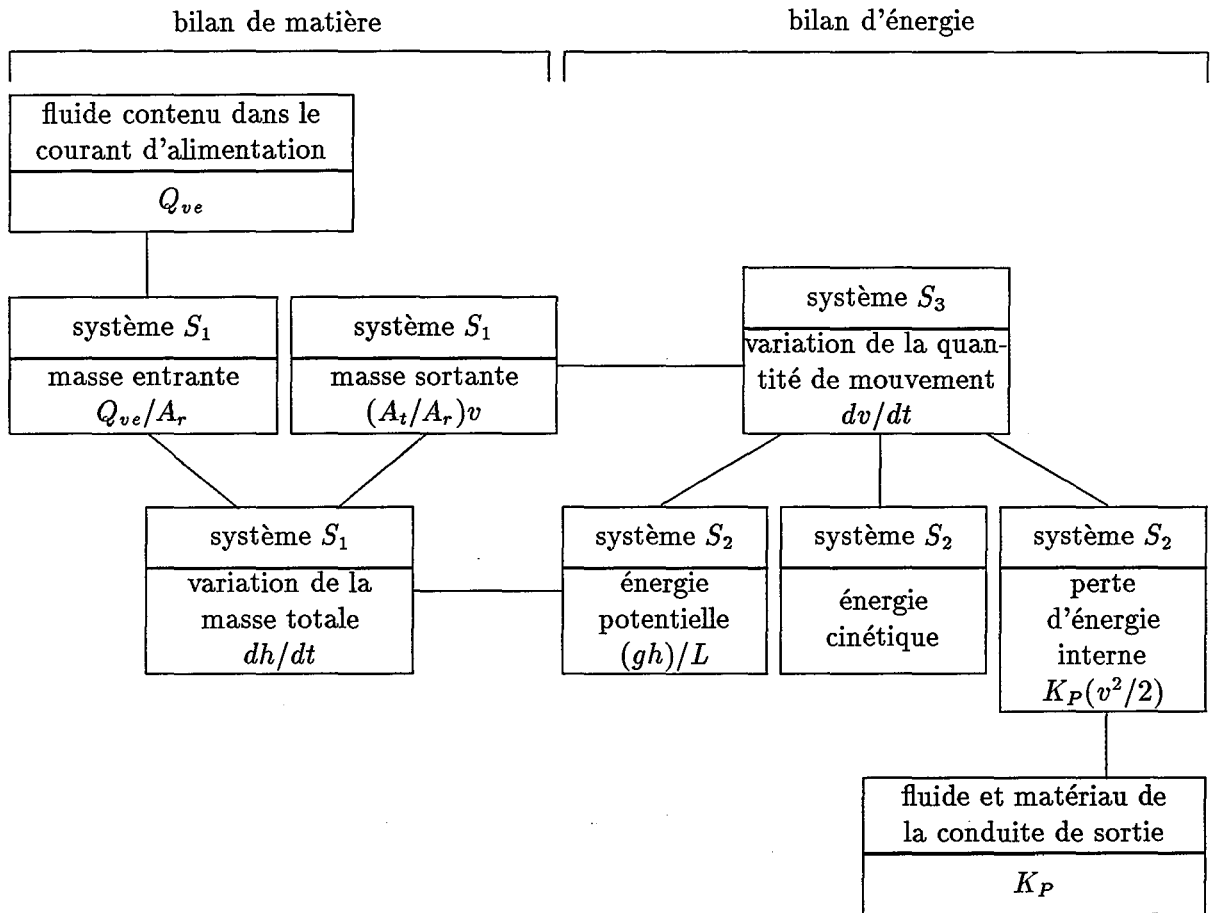 bilan de matière
bilan d'énergie
fluide contenu dans le
courant d'alimentation
Q_{ve}
système S_1
masse entrante
Q_{ve}/A_r
système S_1
masse sortante
(A_t/A_r)v
système S_3
variation de la quan-
tité de mouvement
dv/dt
système S_1
variation de la
masse totale
dh/dt
système S_2
énergie
potentielle
(gh)/L
système S_2
énergie
cinétique
système S_2
perte
d'énergie
interne
K_P(v^2/2)
fluide et matériau de
la conduite de sortie
K_P